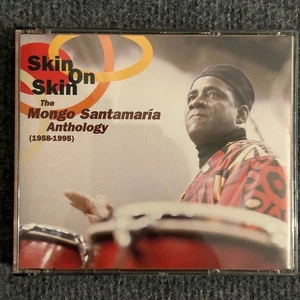 Skin On
Skin
The
Mongo Santamaría
Anthology
(1958-1995)